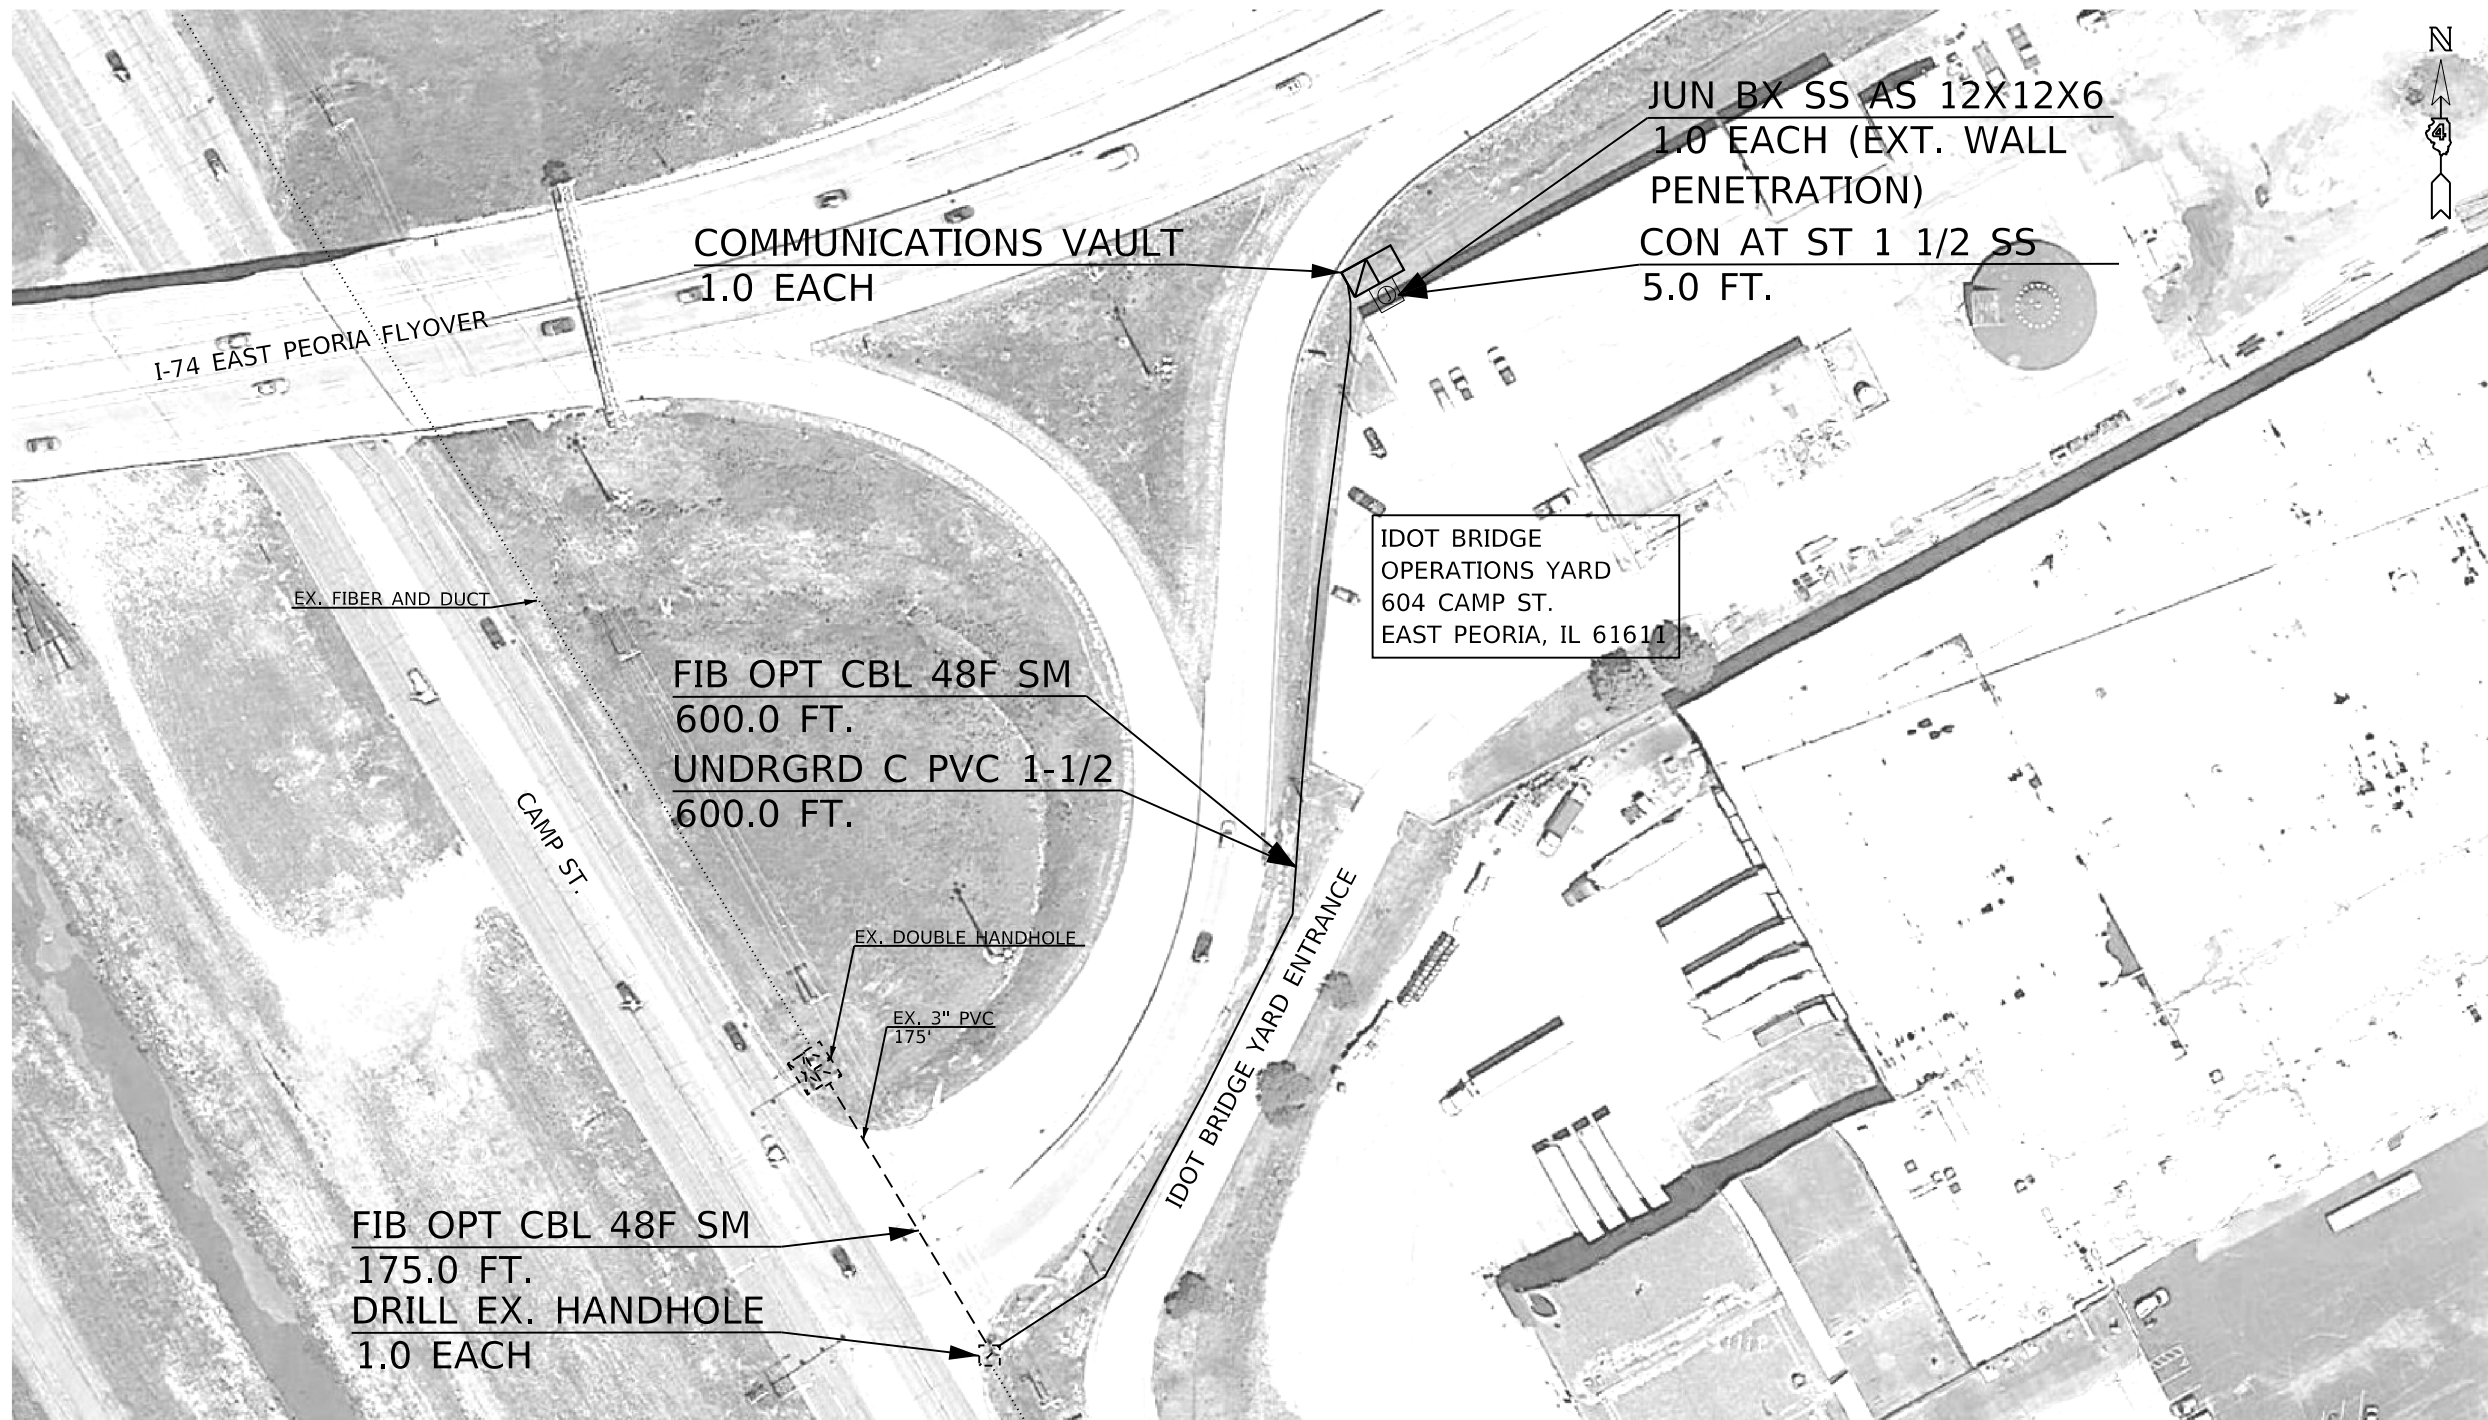 N
4
JUN BX SS AS 12X12X6
1.0 EACH (EXT. WALL
PENETRATION)
CON AT ST 1 1/2 SS
5.0 FT.
COMMUNICATIONS VAULT
1.0 EACH
I-74 EAST PEORIA FLYOVER
IDOT BRIDGE
OPERATIONS YARD
604 CAMP ST.
EAST PEORIA, IL 61611
EX. FIBER AND DUCT
FIB OPT CBL 48F SM
600.0 FT.
UNDRGRD C PVC 1-1/2
600.0 FT.
CAMP ST.
EX. DOUBLE HANDHOLE
EX. 3" PVC
175'
IDOT BRIDGE YARD ENTRANCE
FIB OPT CBL 48F SM
175.0 FT.
DRILL EX. HANDHOLE
1.0 EACH